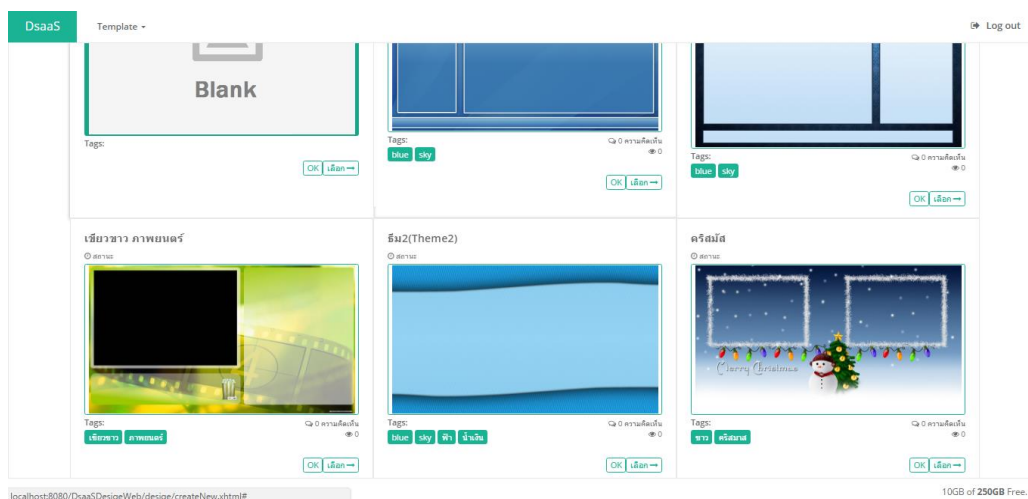 DsaaS
Template
Log out
Blank
Tags:
Tags:
0 ความคิดเห็น
blue sky
0
Tags:
0 ความคิดเห็น
blue sky
0
OK เลือก
OK เลือก
OK เลือก
เขียวขาว ภาพยนตร์
ธีม2(Theme2)
คริสมัส
สถานะ
สถานะ
สถานะ
Merry Christmas
Tags:
0 ความคิดเห็น
เขียวขาว ภาพยนตร์
0
Tags:
0 ความคิดเห็น
blue sky ฟ้า น้ำเงิน
0
Tags:
0 ความคิดเห็น
ขาว คริสมาส
0
OK เลือก
OK เลือก
OK เลือก
localhost:8080/DsaaSDesigeWeb/desige/createNew.xhtml#
10GB of 250GB Free.